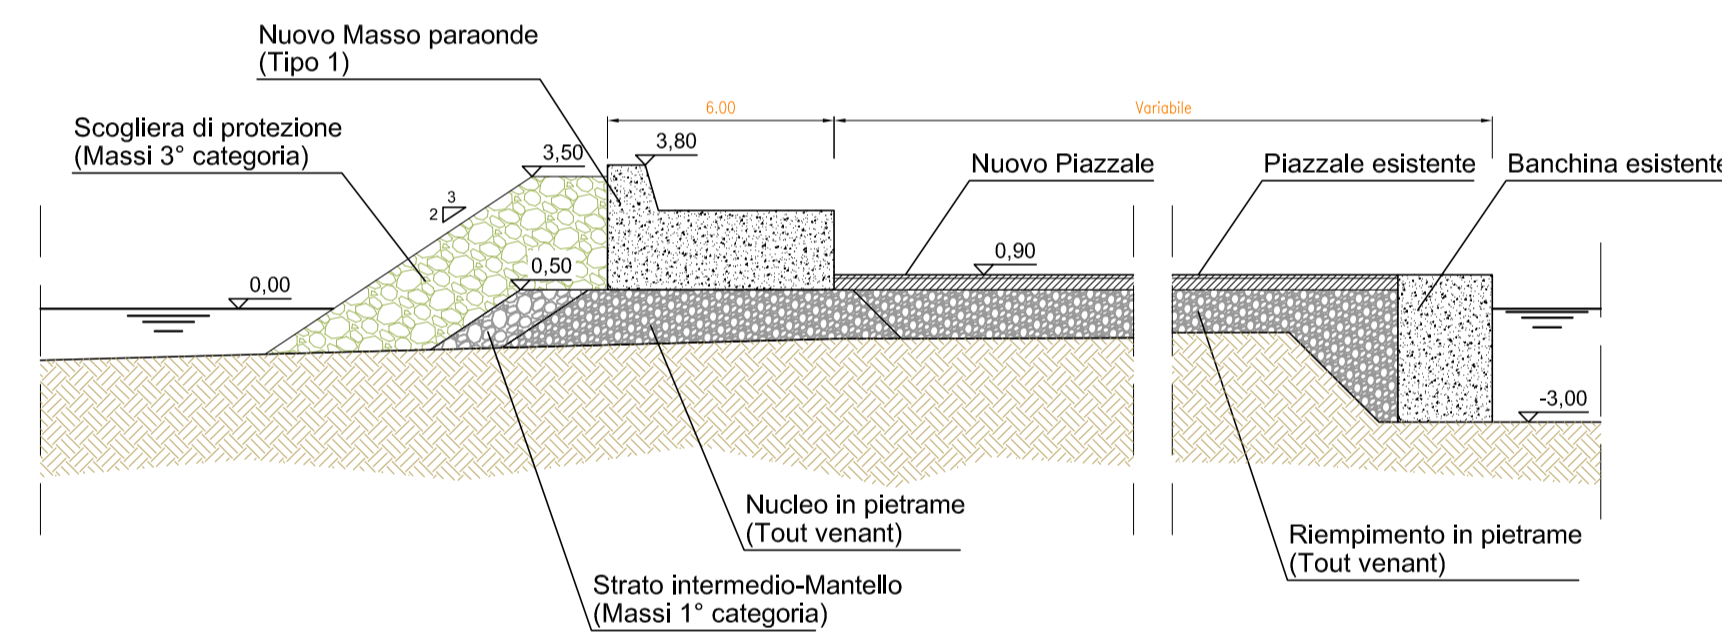 Nuovo Masso paraonde
(Tipo 1)
6.00
Variabile
Scogliera di protezione
(Massi 3° categoria)
3,50
3,80
Nuovo Piazzale
Piazzale esistente
Banchina esistente
3
2
0,50
0,90
0,00
-3,00
Nucleo in pietrame
(Tout venant)
Riempimento in pietrame
(Tout venant)
Strato intermedio-Mantello
(Massi 1° categoria)